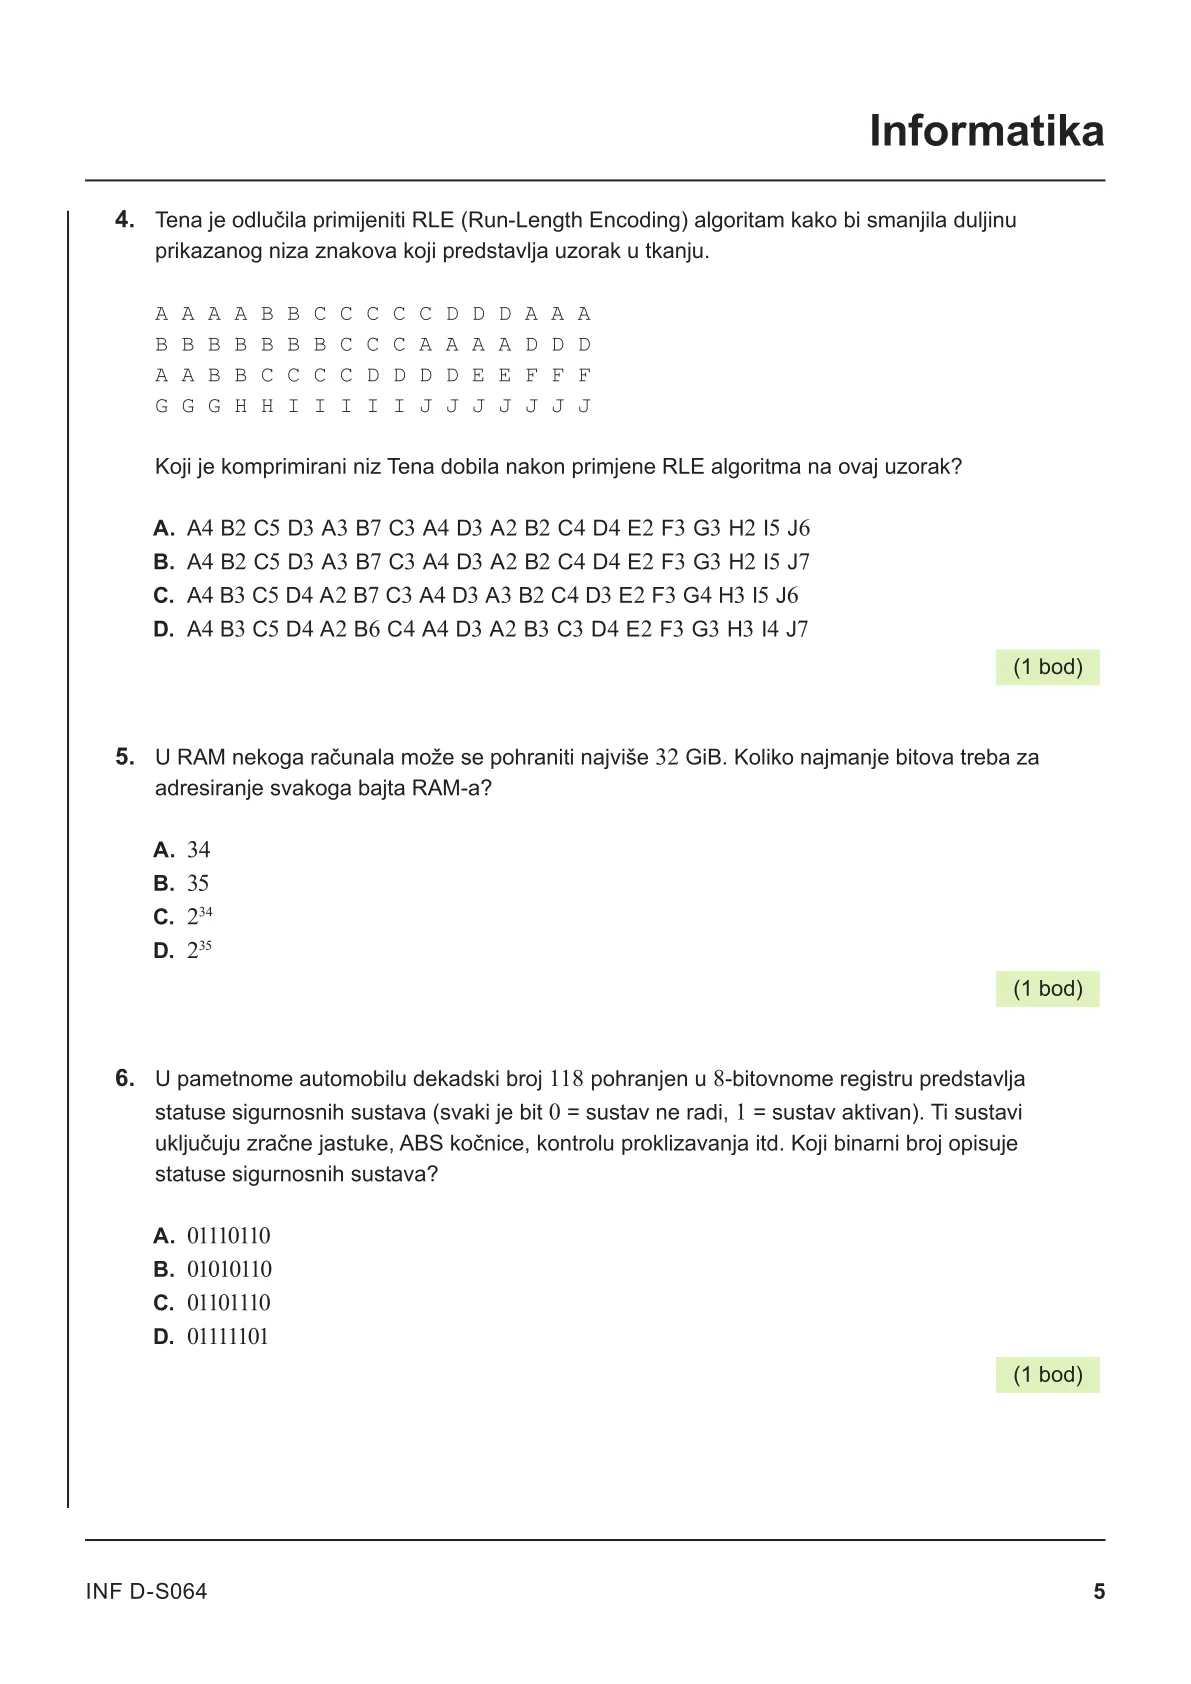 Informatika
4. Tena je odlučila primijeniti RLE (Run-Length Encoding) algoritam kako bi smanjila duljinu
prikazanog niza znakova koji predstavlja uzorak u tkanju.
A A A A B B C C C C C D D D A A A
B B B B B B B C C C A A A A D D D
A A B B C C C C D D D D E E F F F
G G G H H I I I I I J J J J J J J
Koji je komprimirani niz Tena dobila nakon primjene RLE algoritma na ovaj uzorak?
A. A4 B2 C5 D3 A3 B7 C3 A4 D3 A2 B2 C4 D4 E2 F3 G3 H2 I5 J6
B. A4 B2 C5 D3 A3 B7 C3 A4 D3 A2 B2 C4 D4 E2 F3 G3 H2 I5 J7
C. A4 B3 C5 D4 A2 B7 C3 A4 D3 A3 B2 C4 D3 E2 F3 G4 H3 I5 J6
D. A4 B3 C5 D4 A2 B6 C4 A4 D3 A2 B3 C3 D4 E2 F3 G3 H3 I4 J7
(1 bod)
5. U RAM nekoga računala može se pohraniti najviše 32 GiB. Koliko najmanje bitova treba za
adresiranje svakoga bajta RAM-a?
A. 34
B. 35
C. 2³⁴
D. 2³⁵
(1 bod)
6. U pametnome automobilu dekadski broj 118 pohranjen u 8-bitovnome registru predstavlja
statuse sigurnosnih sustava (svaki je bit 0 = sustav ne radi, 1 = sustav aktivan). Ti sustavi
uključuju zračne jastuke, ABS kočnice, kontrolu proklizavanja itd. Koji binarni broj opisuje
statuse sigurnosnih sustava?
A. 01110110
B. 01010110
C. 01101110
D. 01111101
(1 bod)
INF D-S064
5